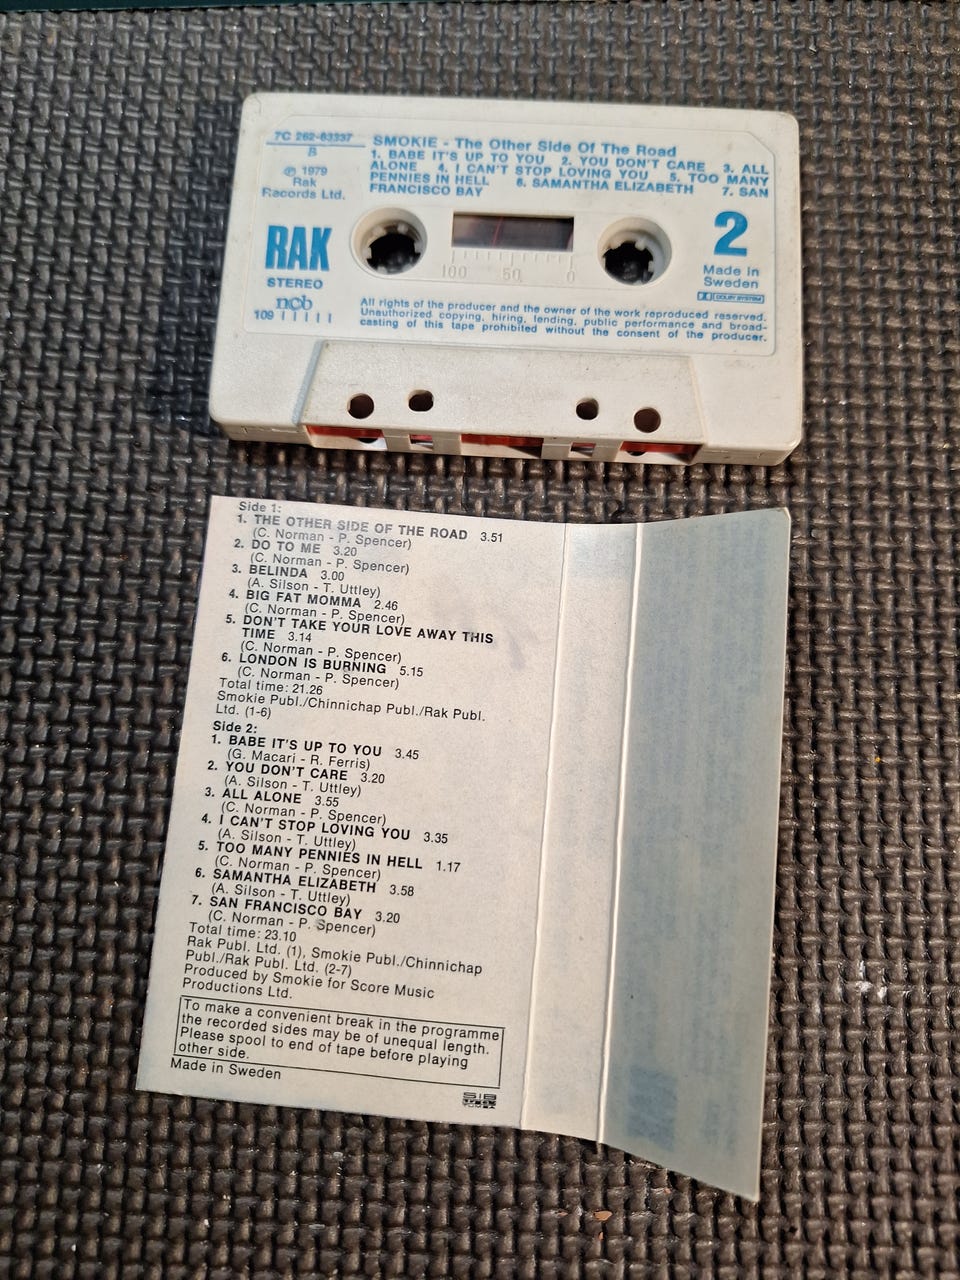 7C 262-63337
B
℗ 1979
Rak
Records Ltd.
SMOKIE - The Other Side Of The Road
1. BABE IT'S UP TO YOU 2. YOU DON'T CARE 3. ALL
ALONE 4. I CAN'T STOP LOVING YOU 5. TOO MANY
PENNIES IN HELL 6. SAMANTHA ELIZABETH 7. SAN
FRANCISCO BAY
RAK
STEREO
ncb
109
100 50 0
2
Made in
Sweden
DOLBY SYSTEM
All rights of the producer and the owner of the work reproduced reserved.
Unauthorized copying, hiring, lending, public performance and broad-
casting of this tape prohibited without the consent of the producer.
Side 1:
1. THE OTHER SIDE OF THE ROAD 3.51
(C. Norman - P. Spencer)
2. DO TO ME 3.20
(C. Norman - P. Spencer)
3. BELINDA 3.00
(A. Silson - T. Uttley)
4. BIG FAT MOMMA 2.46
(C. Norman - P. Spencer)
5. DON'T TAKE YOUR LOVE AWAY THIS
TIME 3.14
(C. Norman - P. Spencer)
6. LONDON IS BURNING 5.15
(C. Norman - P. Spencer)
Total time: 21.26
Smokie Publ./Chinnichap Publ./Rak Publ.
Ltd. (1-6)
Side 2:
1. BABE IT'S UP TO YOU 3.45
(G. Macari - R. Ferris)
2. YOU DON'T CARE 3.20
(A. Silson - T. Uttley)
3. ALL ALONE 3.55
(C. Norman - P. Spencer)
4. I CAN'T STOP LOVING YOU 3.35
(A. Silson - T. Uttley)
5. TOO MANY PENNIES IN HELL 1.17
(C. Norman - P. Spencer)
6. SAMANTHA ELIZABETH 3.58
(A. Silson - T. Uttley)
7. SAN FRANCISCO BAY 3.20
(C. Norman - P. Spencer)
Total time: 23.10
Rak Publ. Ltd. (1), Smokie Publ./Chinnichap
Publ./Rak Publ. Ltd. (2-7)
Produced by Smokie for Score Music
Productions Ltd.
To make a convenient break in the programme
the recorded sides may be of unequal length.
Please spool to end of tape before playing
other side.
Made in Sweden